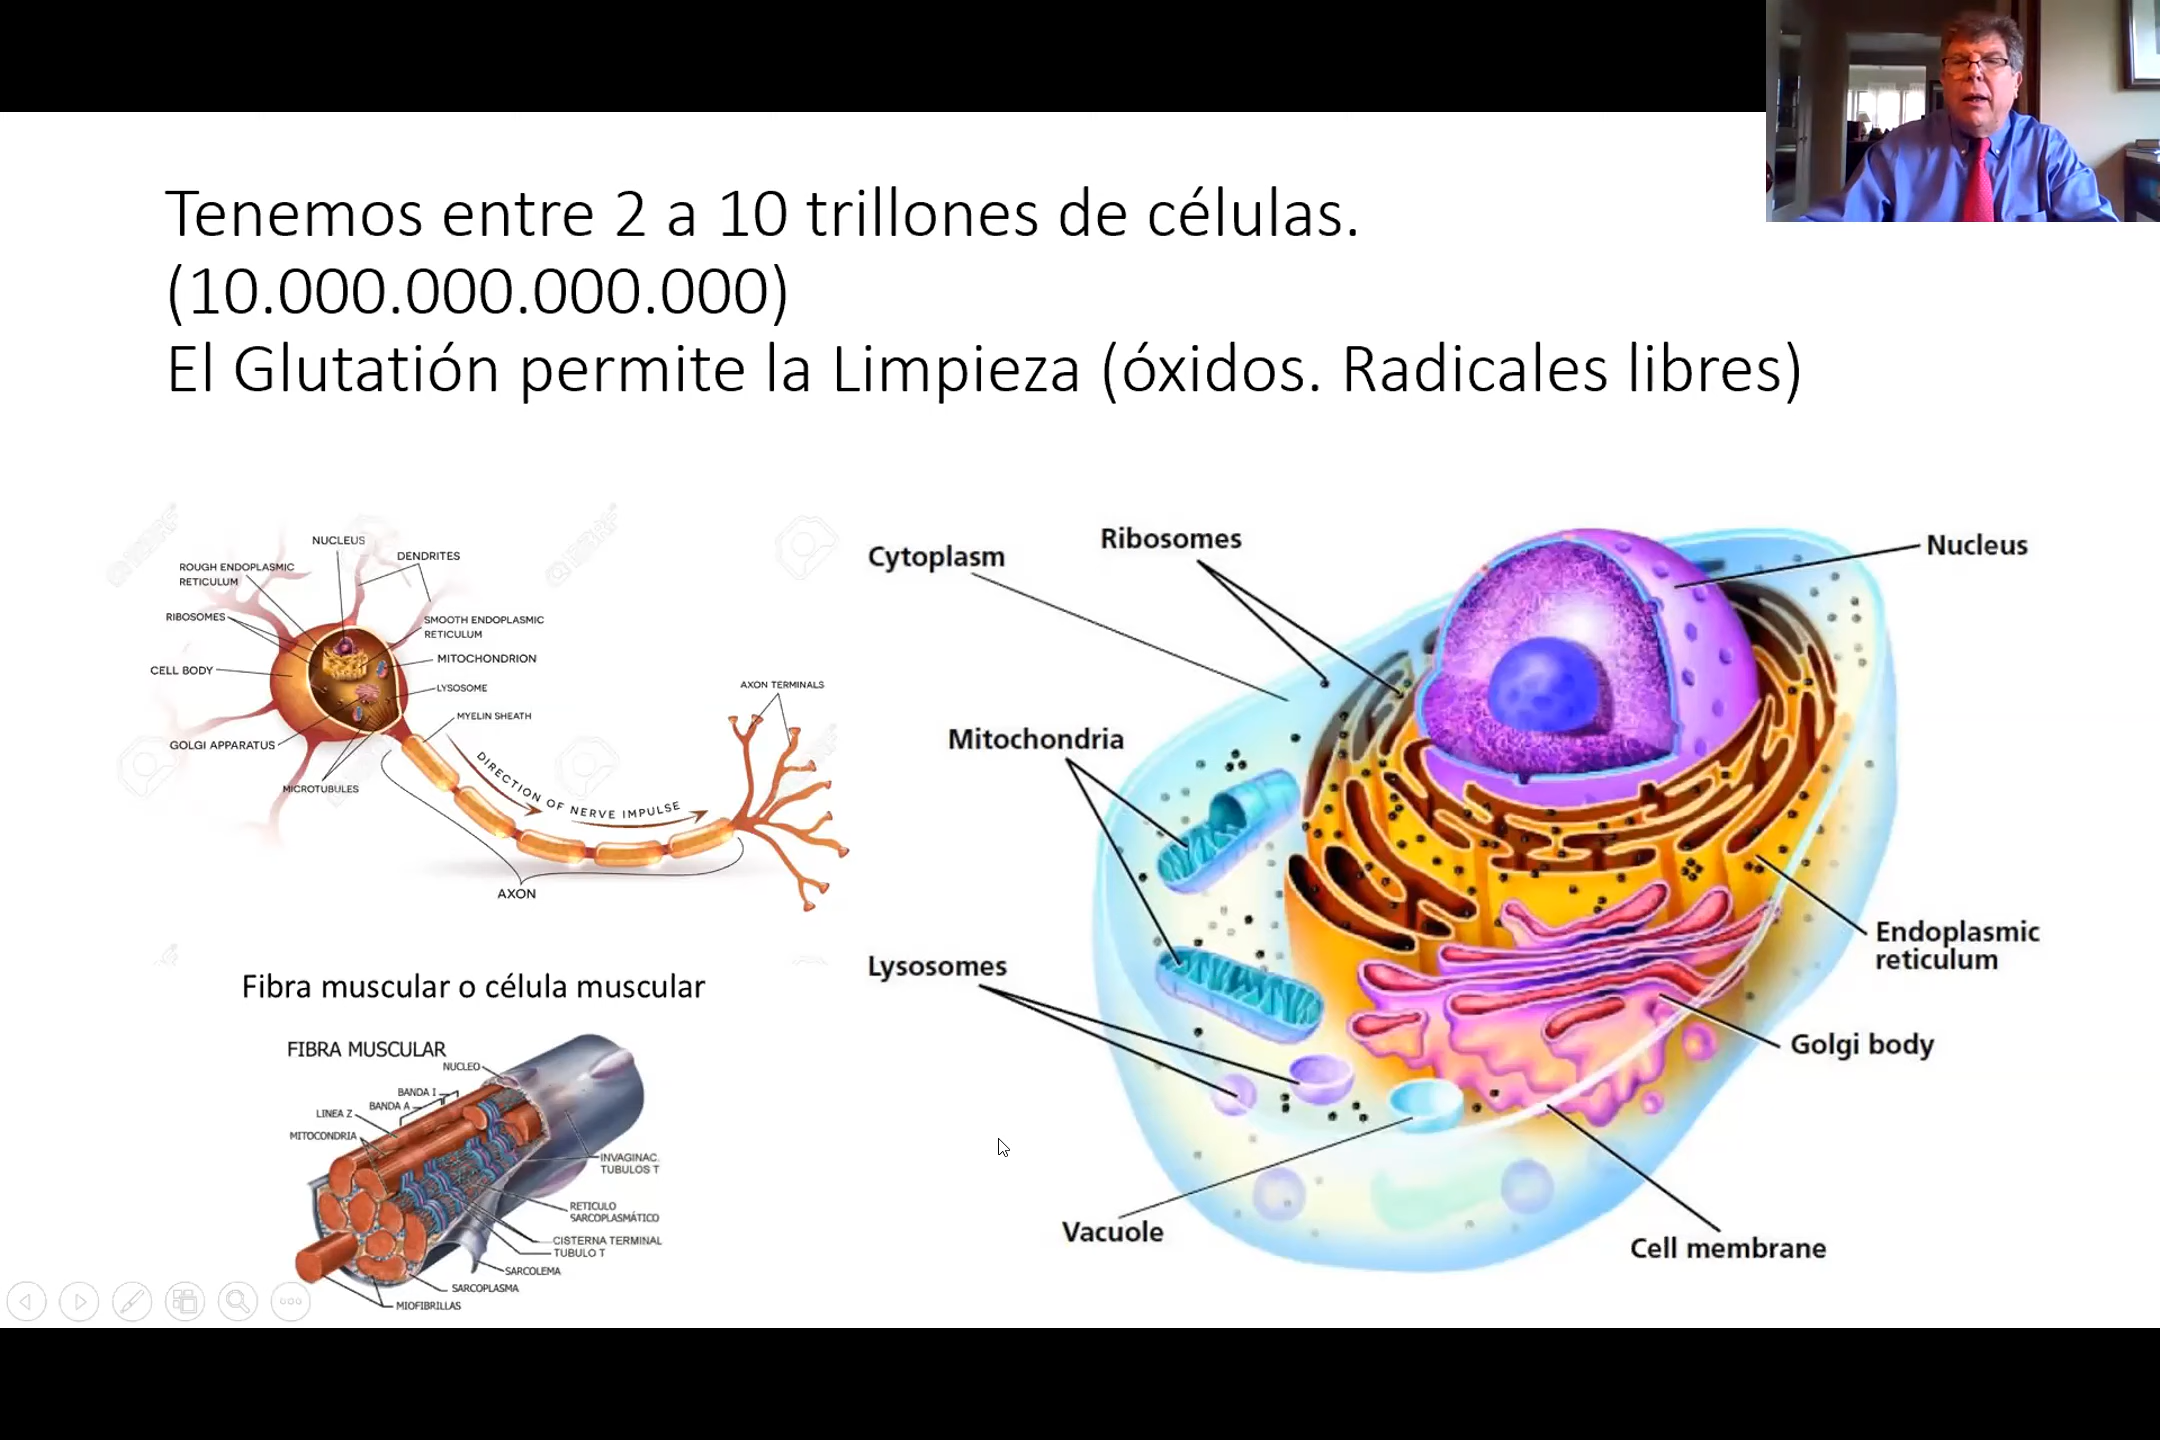 Tenemos entre 2 a 10 trillones de células.
(10.000.000.000.000)
El Glutatión permite la Limpieza (óxidos. Radicales libres)
NUCLEUS
DENDRITES
ROUGH ENDOPLASMIC
RETICULUM
RIBOSOMES
SMOOTH ENDOPLASMIC
RETICULUM
MITOCHONDRION
CELL BODY
LYSOSOME
MYELIN SHEATH
GOLGI APPARATUS
MICROTUBULES
AXON TERMINALS
DIRECTION OF NERVE IMPULSE
AXON
Fibra muscular o célula muscular
FIBRA MUSCULAR
NUCLEO
BANDA I
BANDA A
LINEA Z
MITOCONDRIA
INVAGINAC.
TUBULOS T
RETICULO
SARCOPLASMÁTICO
CISTERNA TERMINAL
TUBULO T
SARCOLEMA
SARCOPLASMA
MIOFIBRILLAS
Cytoplasm
Ribosomes
Nucleus
Mitochondria
Lysosomes
Endoplasmic
reticulum
Golgi body
Vacuole
Cell membrane